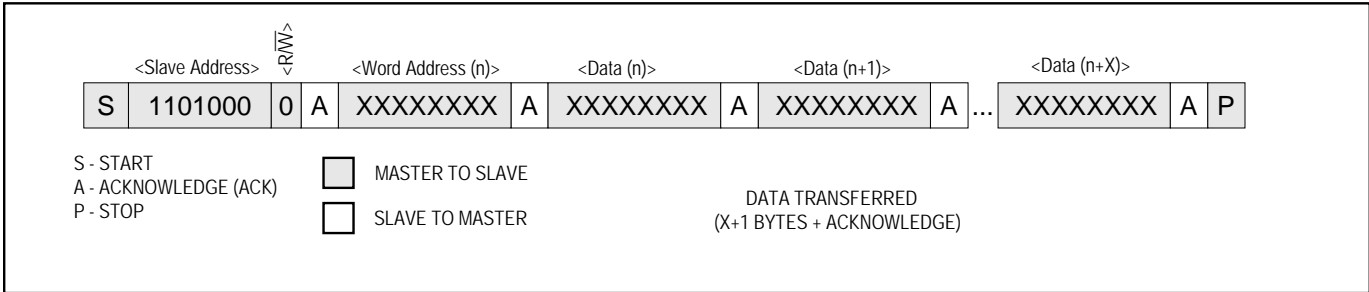 <R/W̅>
<Slave Address> <Word Address (n)> <Data (n)> <Data (n+1)> <Data (n+X)>
S 1101000 0 A XXXXXXXX A XXXXXXXX A XXXXXXXX A ... XXXXXXXX A P
S - START
A - ACKNOWLEDGE (ACK)
P - STOP
MASTER TO SLAVE
SLAVE TO MASTER
DATA TRANSFERRED
(X+1 BYTES + ACKNOWLEDGE)